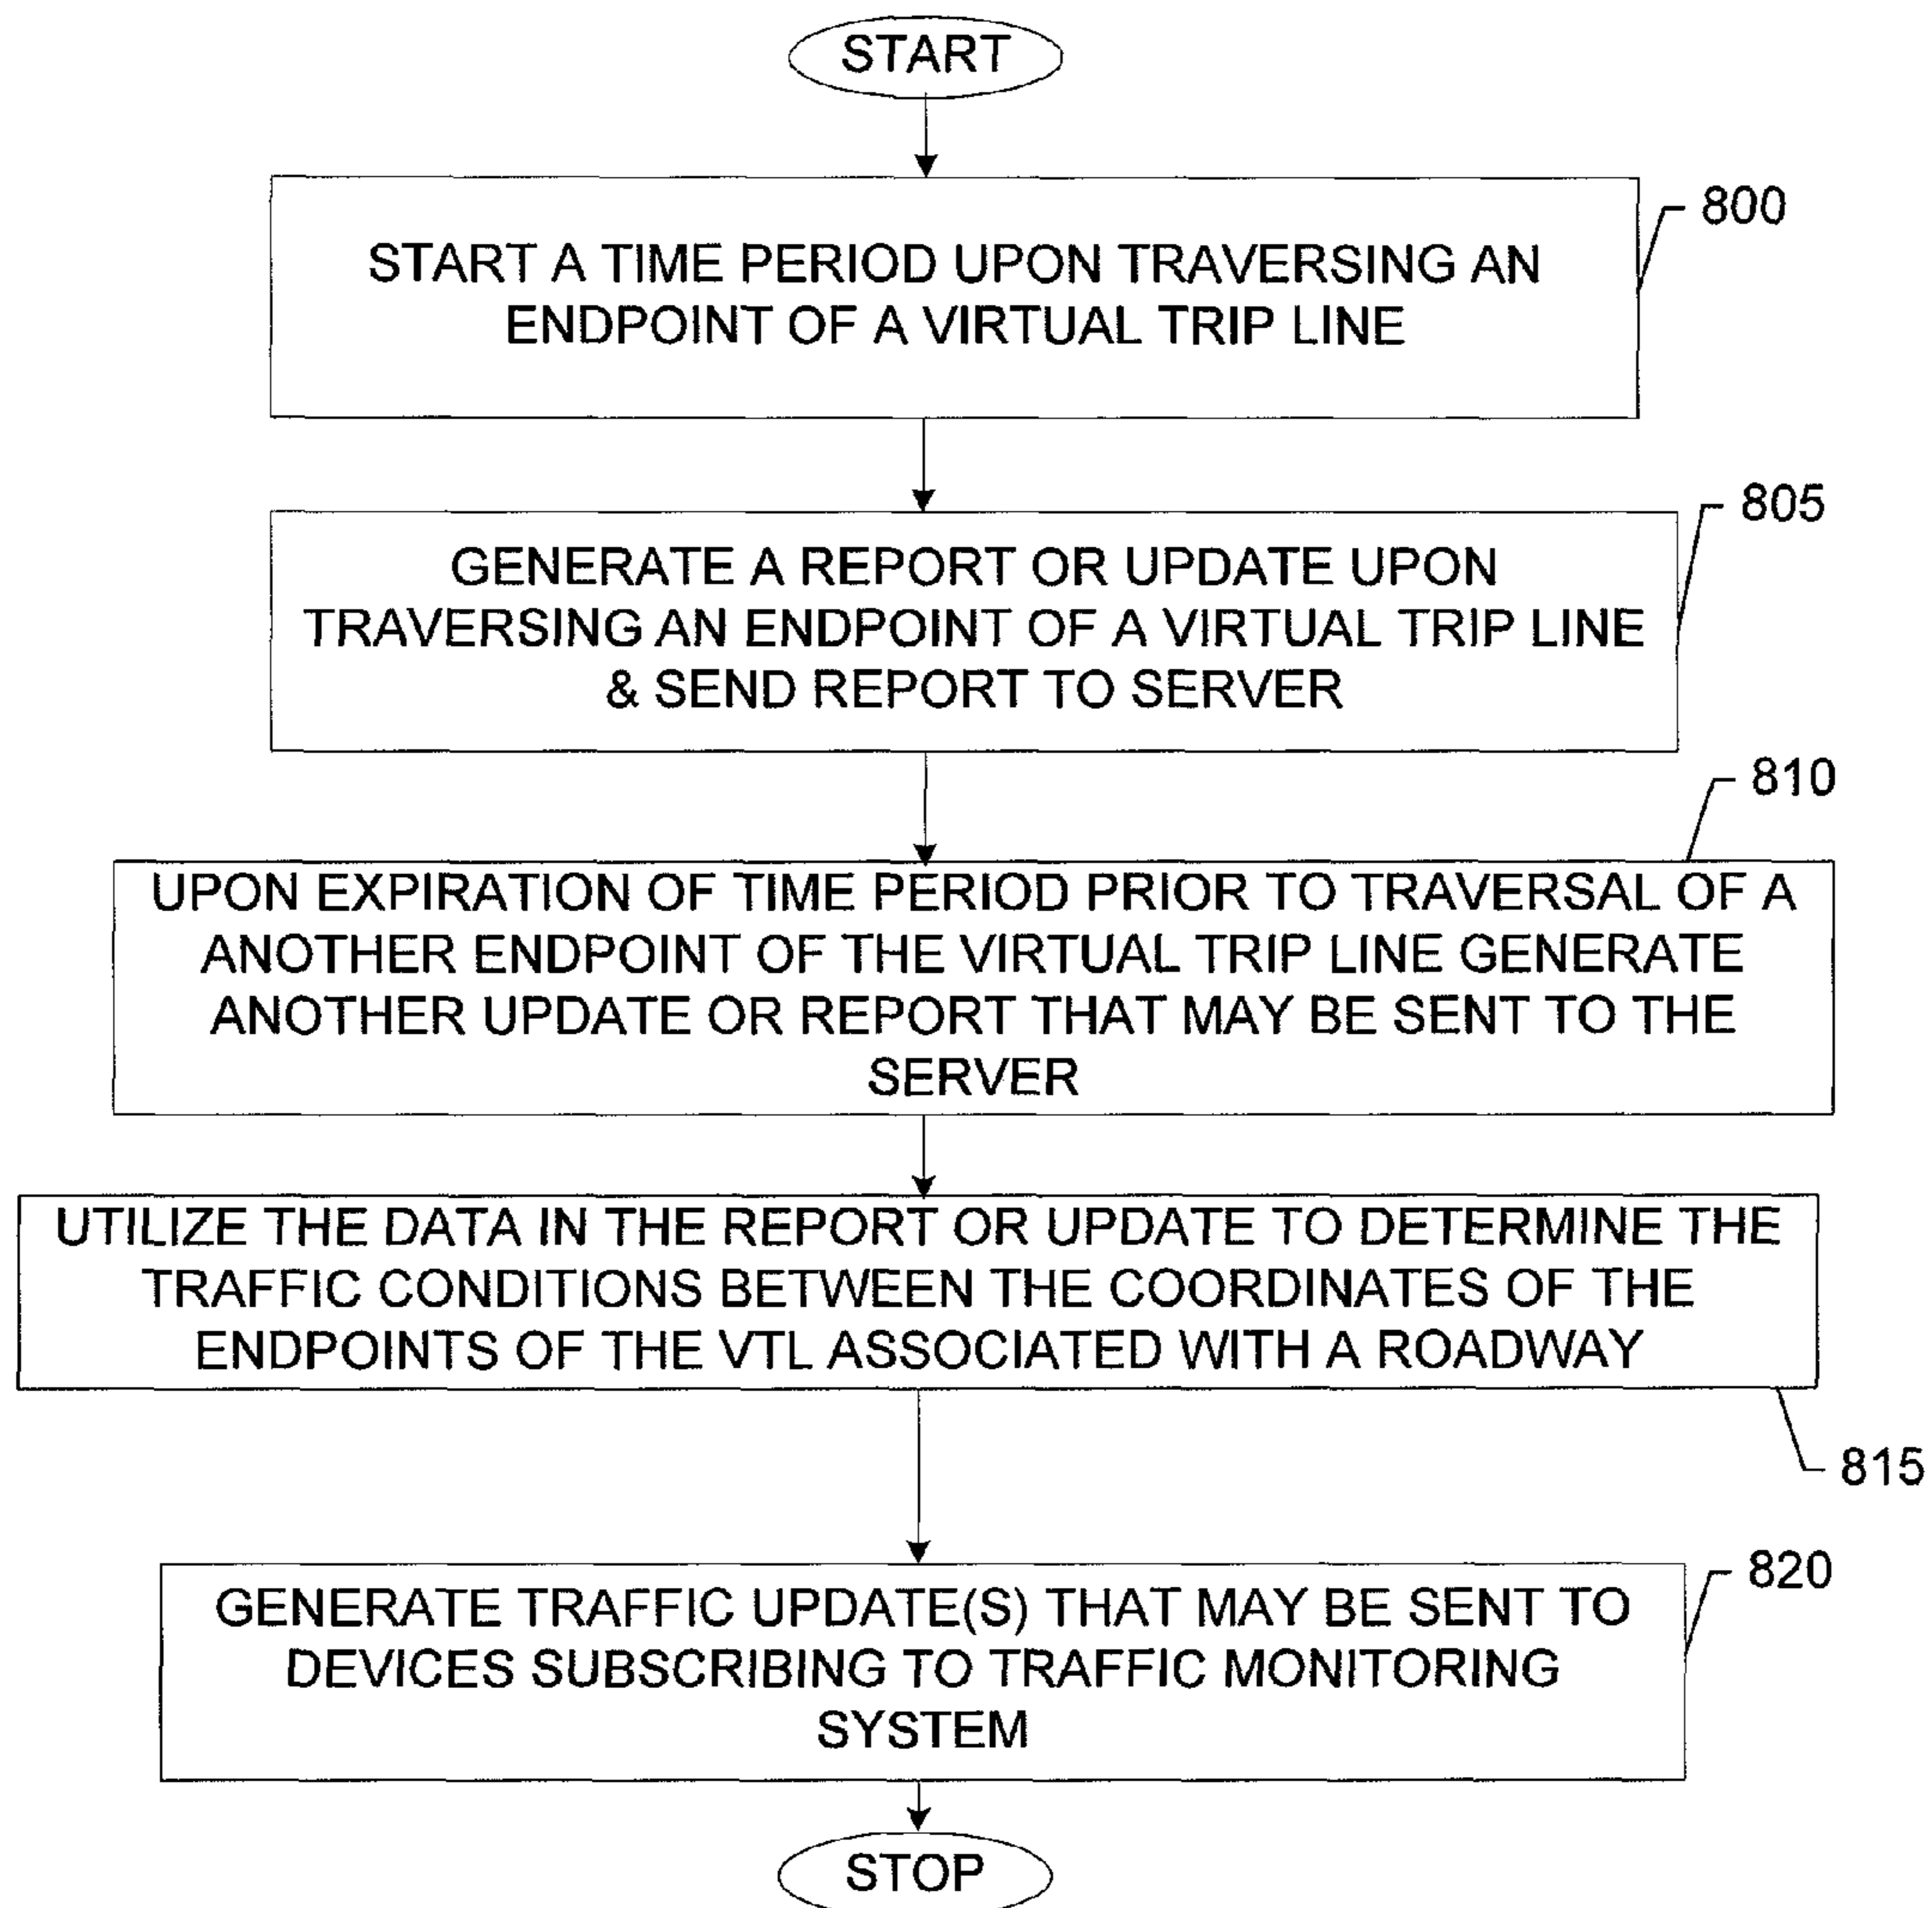 START
800
START A TIME PERIOD UPON TRAVERSING AN
ENDPOINT OF A VIRTUAL TRIP LINE
805
GENERATE A REPORT OR UPDATE UPON
TRAVERSING AN ENDPOINT OF A VIRTUAL TRIP LINE
& SEND REPORT TO SERVER
810
UPON EXPIRATION OF TIME PERIOD PRIOR TO TRAVERSAL OF A
ANOTHER ENDPOINT OF THE VIRTUAL TRIP LINE GENERATE
ANOTHER UPDATE OR REPORT THAT MAY BE SENT TO THE
SERVER
UTILIZE THE DATA IN THE REPORT OR UPDATE TO DETERMINE THE
TRAFFIC CONDITIONS BETWEEN THE COORDINATES OF THE
ENDPOINTS OF THE VTL ASSOCIATED WITH A ROADWAY
815
820
GENERATE TRAFFIC UPDATE(S) THAT MAY BE SENT TO
DEVICES SUBSCRIBING TO TRAFFIC MONITORING
SYSTEM
STOP